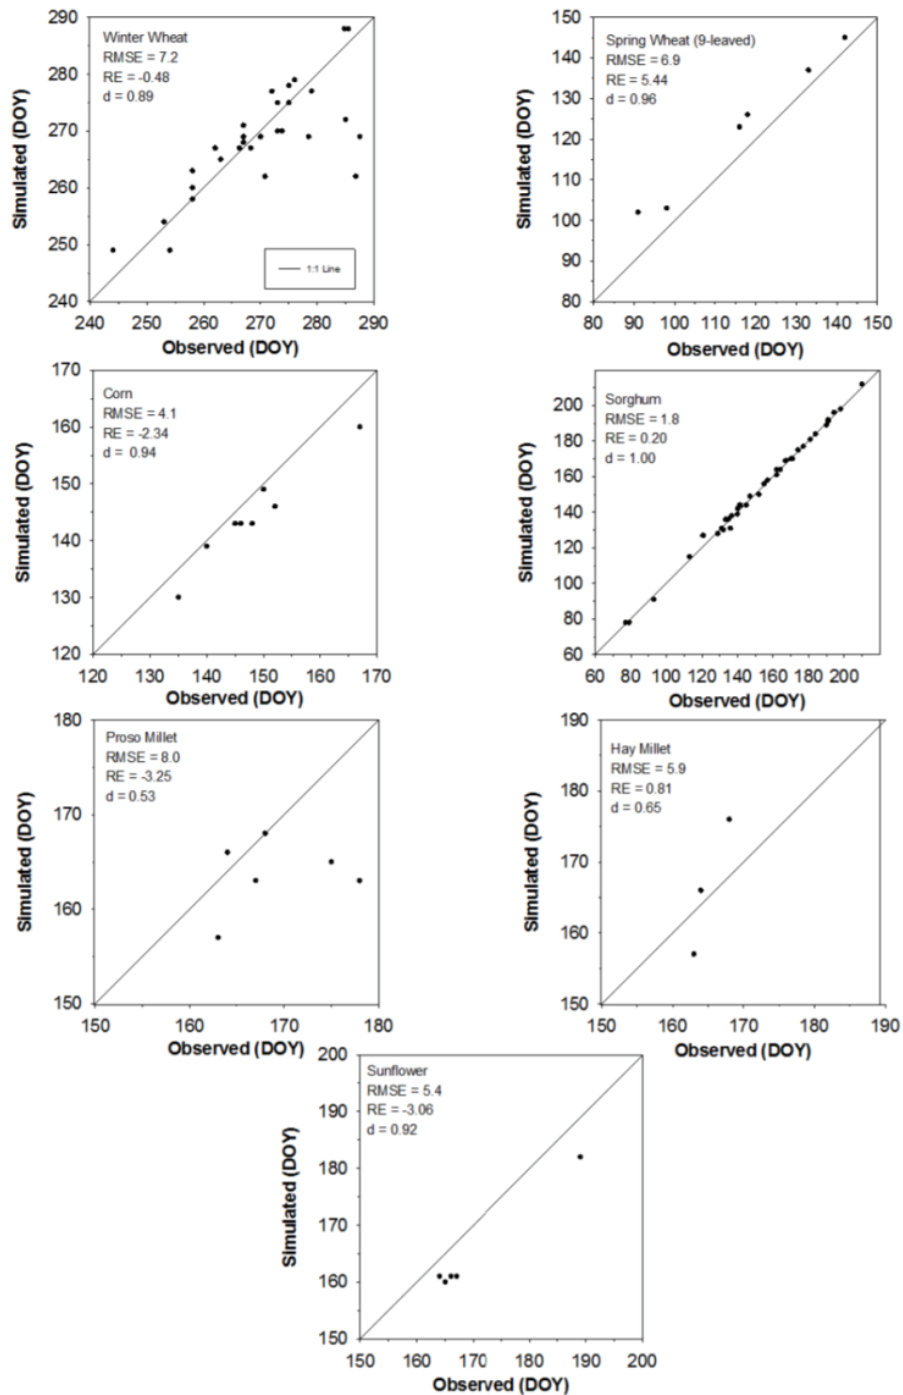 Winter Wheat
RMSE = 7.2
RE = -0.48
d = 0.89
290
280
270
260
250
240
Simulated (DOY)
1:1 Line
240 250 260 270 280 290
Observed (DOY)
Spring Wheat (9-leaved)
RMSE = 6.9
RE = 5.44
d = 0.96
150
140
130
120
110
100
90
80
Simulated (DOY)
80 90 100 110 120 130 140 150
Observed (DOY)
Corn
RMSE = 4.1
RE = -2.34
d = 0.94
170
160
150
140
130
120
Simulated (DOY)
120 130 140 150 160 170
Observed (DOY)
Sorghum
RMSE = 1.8
RE = 0.20
d = 1.00
200
180
160
140
120
100
80
60
Simulated (DOY)
60 80 100 120 140 160 180 200
Observed (DOY)
Proso Millet
RMSE = 8.0
RE = -3.25
d = 0.53
180
170
160
150
Simulated (DOY)
150 160 170 180
Observed (DOY)
Hay Millet
RMSE = 5.9
RE = 0.81
d = 0.65
190
180
170
160
150
Simulated (DOY)
150 160 170 180 190
Observed (DOY)
Sunflower
RMSE = 5.4
RE = -3.06
d = 0.92
200
190
180
170
160
150
Simulated (DOY)
150 160 170 180 190 200
Observed (DOY)